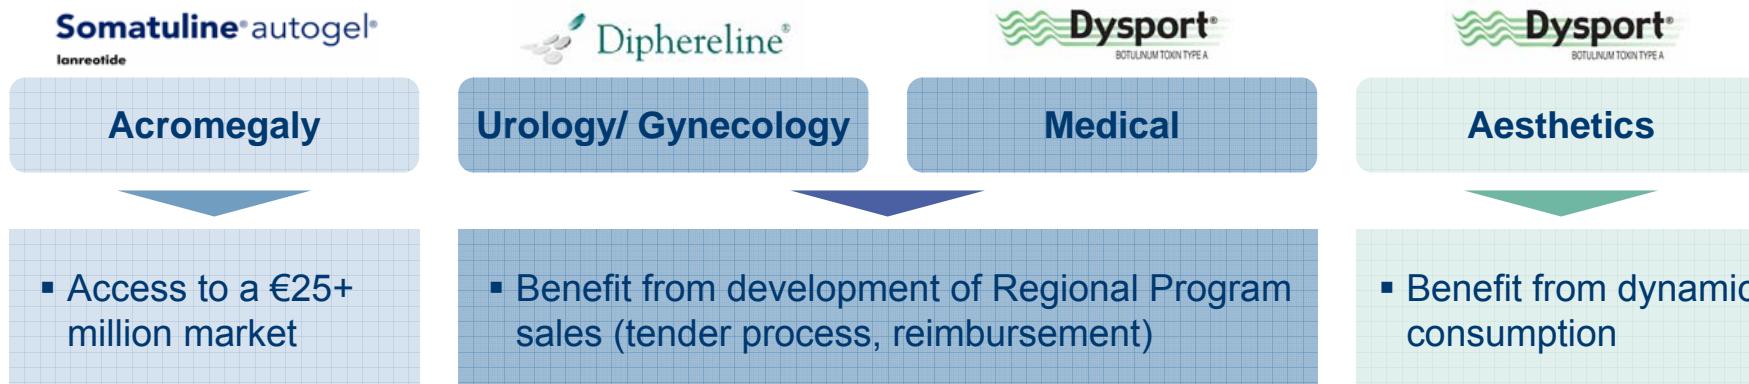 Somatuline® autogel®
lanreotide
Diphereline®
Dysport®
BOTULINUM TOXIN TYPE A
Dysport®
BOTULINUM TOXIN TYPE A
Acromegaly
Urology/ Gynecology
Medical
Aesthetics
▪ Access to a €25+
million market
▪ Benefit from development of Regional Program
sales (tender process, reimbursement)
▪ Benefit from dynamic
consumption